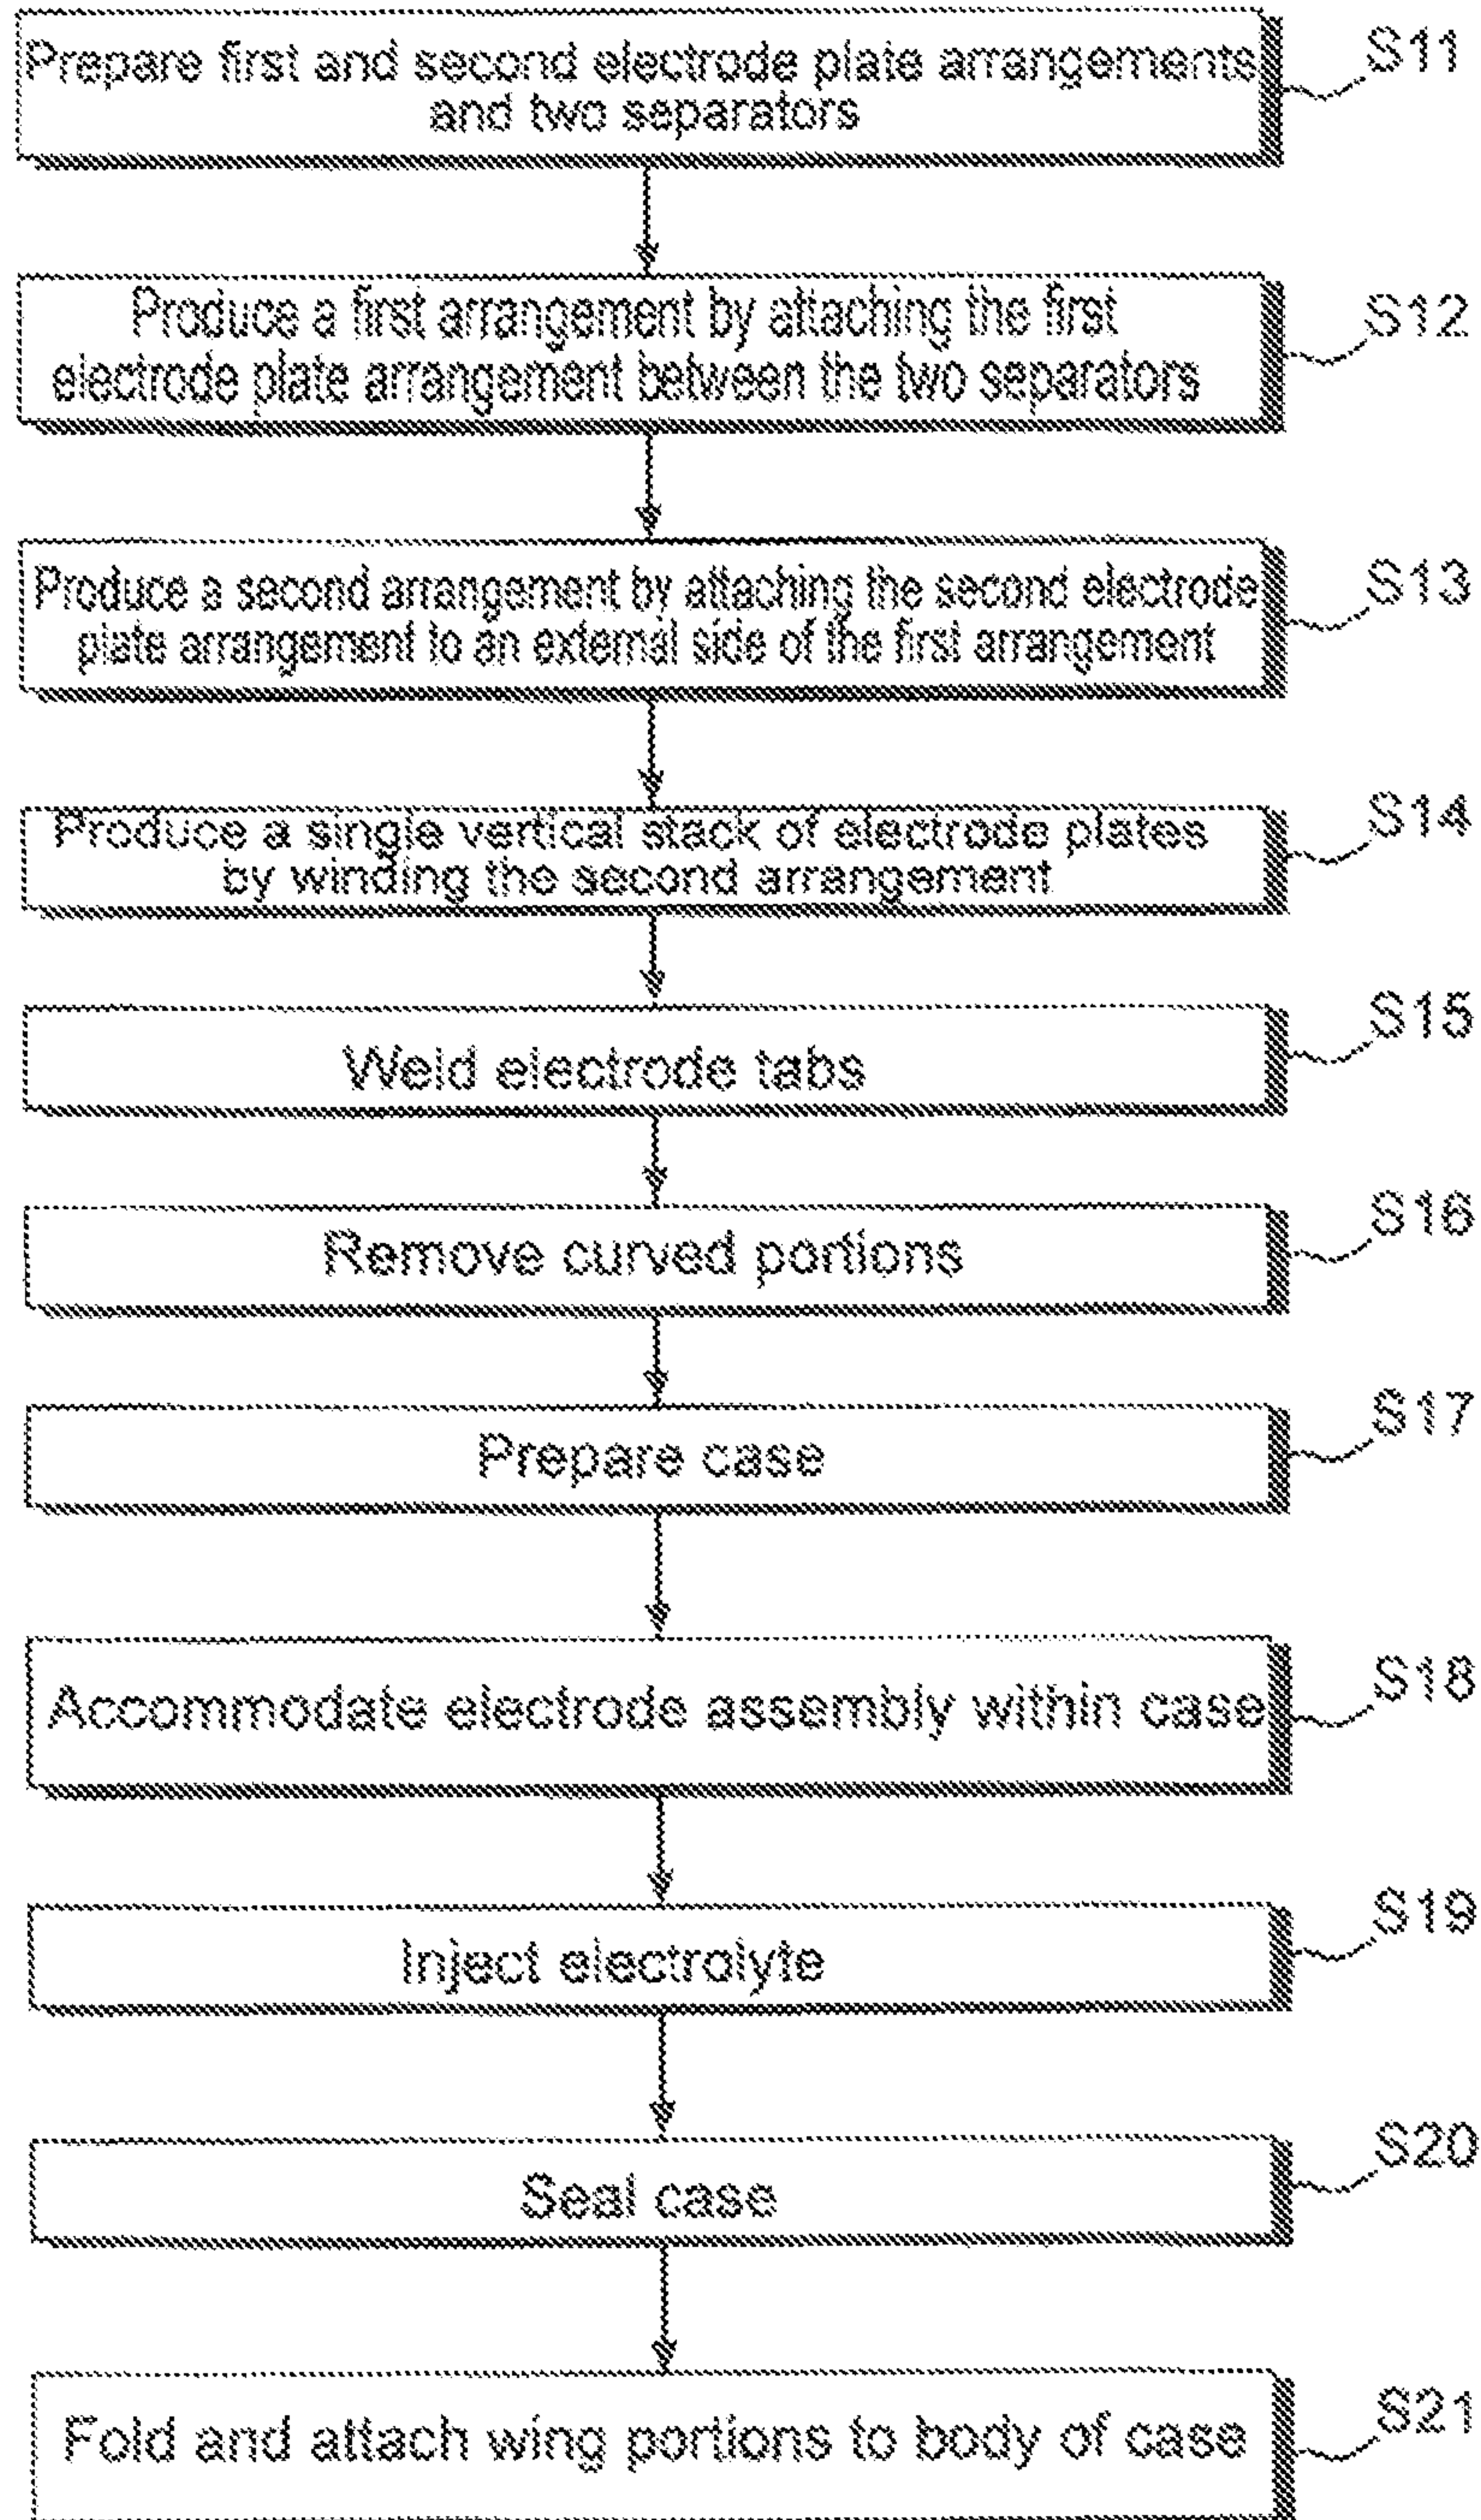 Prepare first and second electrode plate arrangements
and two separators
S11
Produce a first arrangement by attaching the first
electrode plate arrangement between the two separators
S12
Produce a second arrangement by attaching the second electrode
plate arrangement to an external side of the first arrangement
S13
Produce a single vertical stack of electrode plates
by winding the second arrangement
S14
Weld electrode tabs
S15
Remove curved portions
S16
Prepare case
S17
Accommodate electrode assembly within case
S18
Inject electrolyte
S19
Seal case
S20
Fold and attach wing portions to body of case
S21